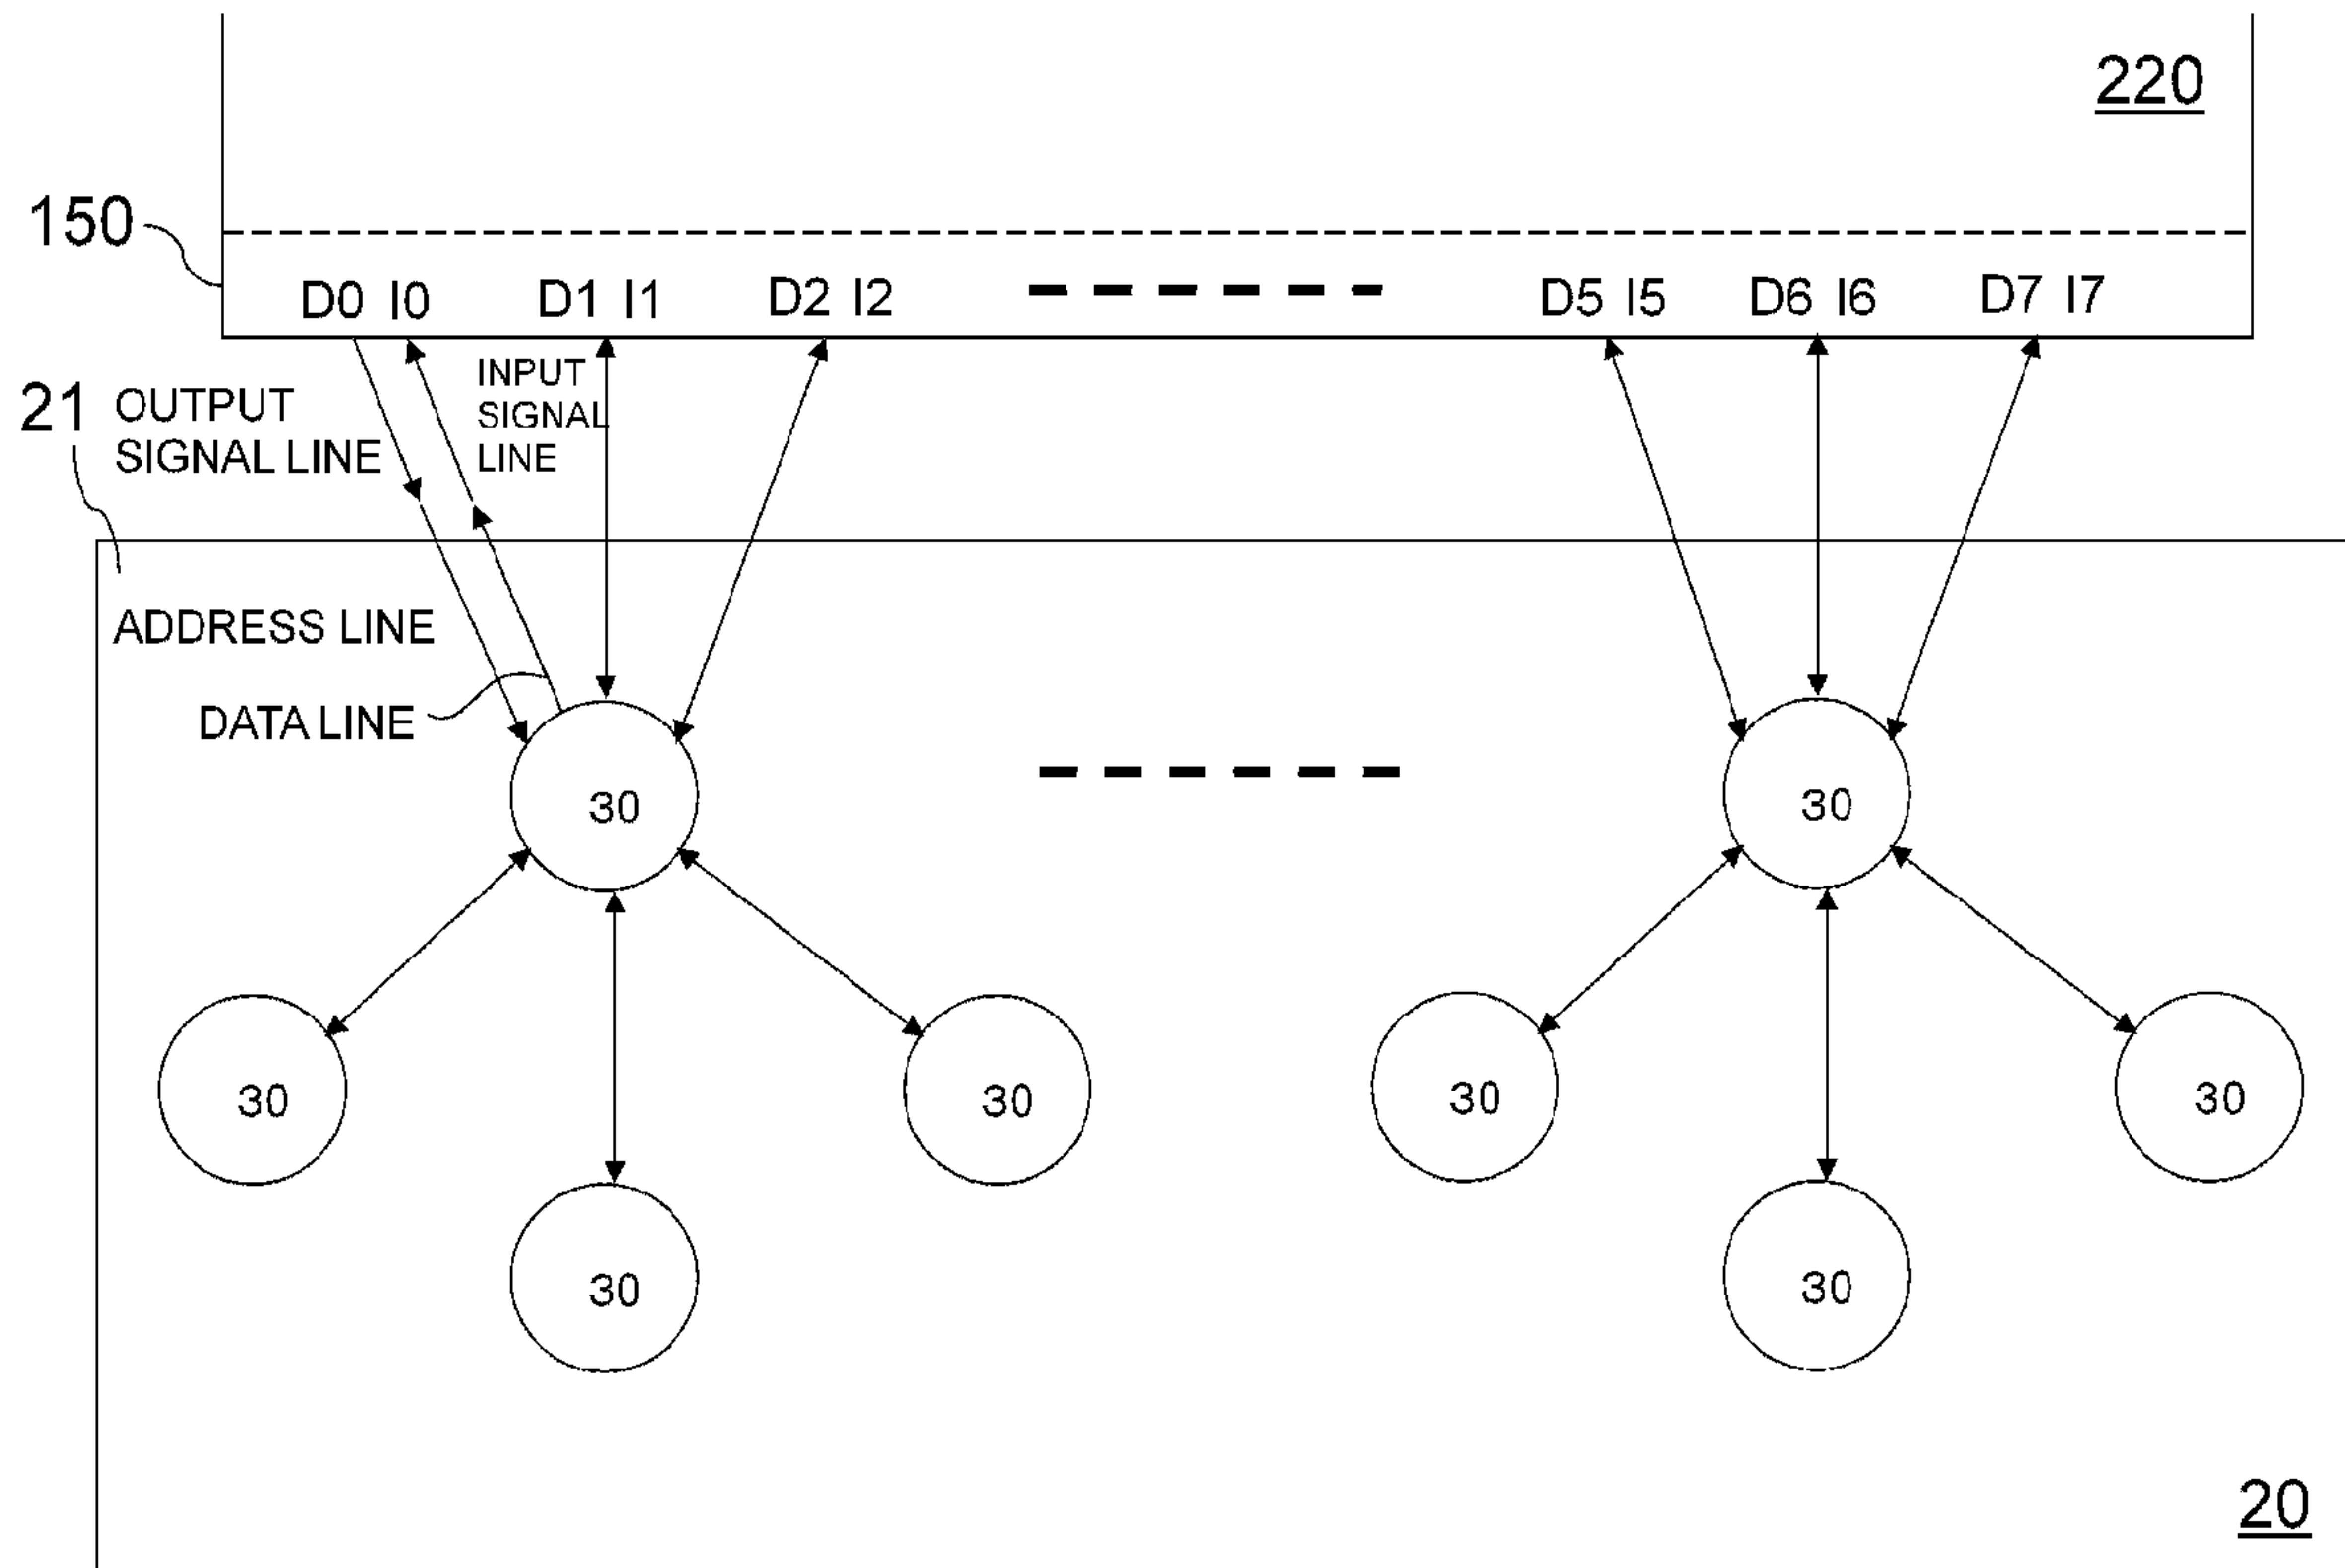 220
150
D0 I0 D1 I1 D2 I2 D5 I5 D6 I6 D7 I7
21
OUTPUT
SIGNAL LINE
INPUT
SIGNAL
LINE
ADDRESS LINE
DATA LINE
30 30
30 30 30 30
30 30
20